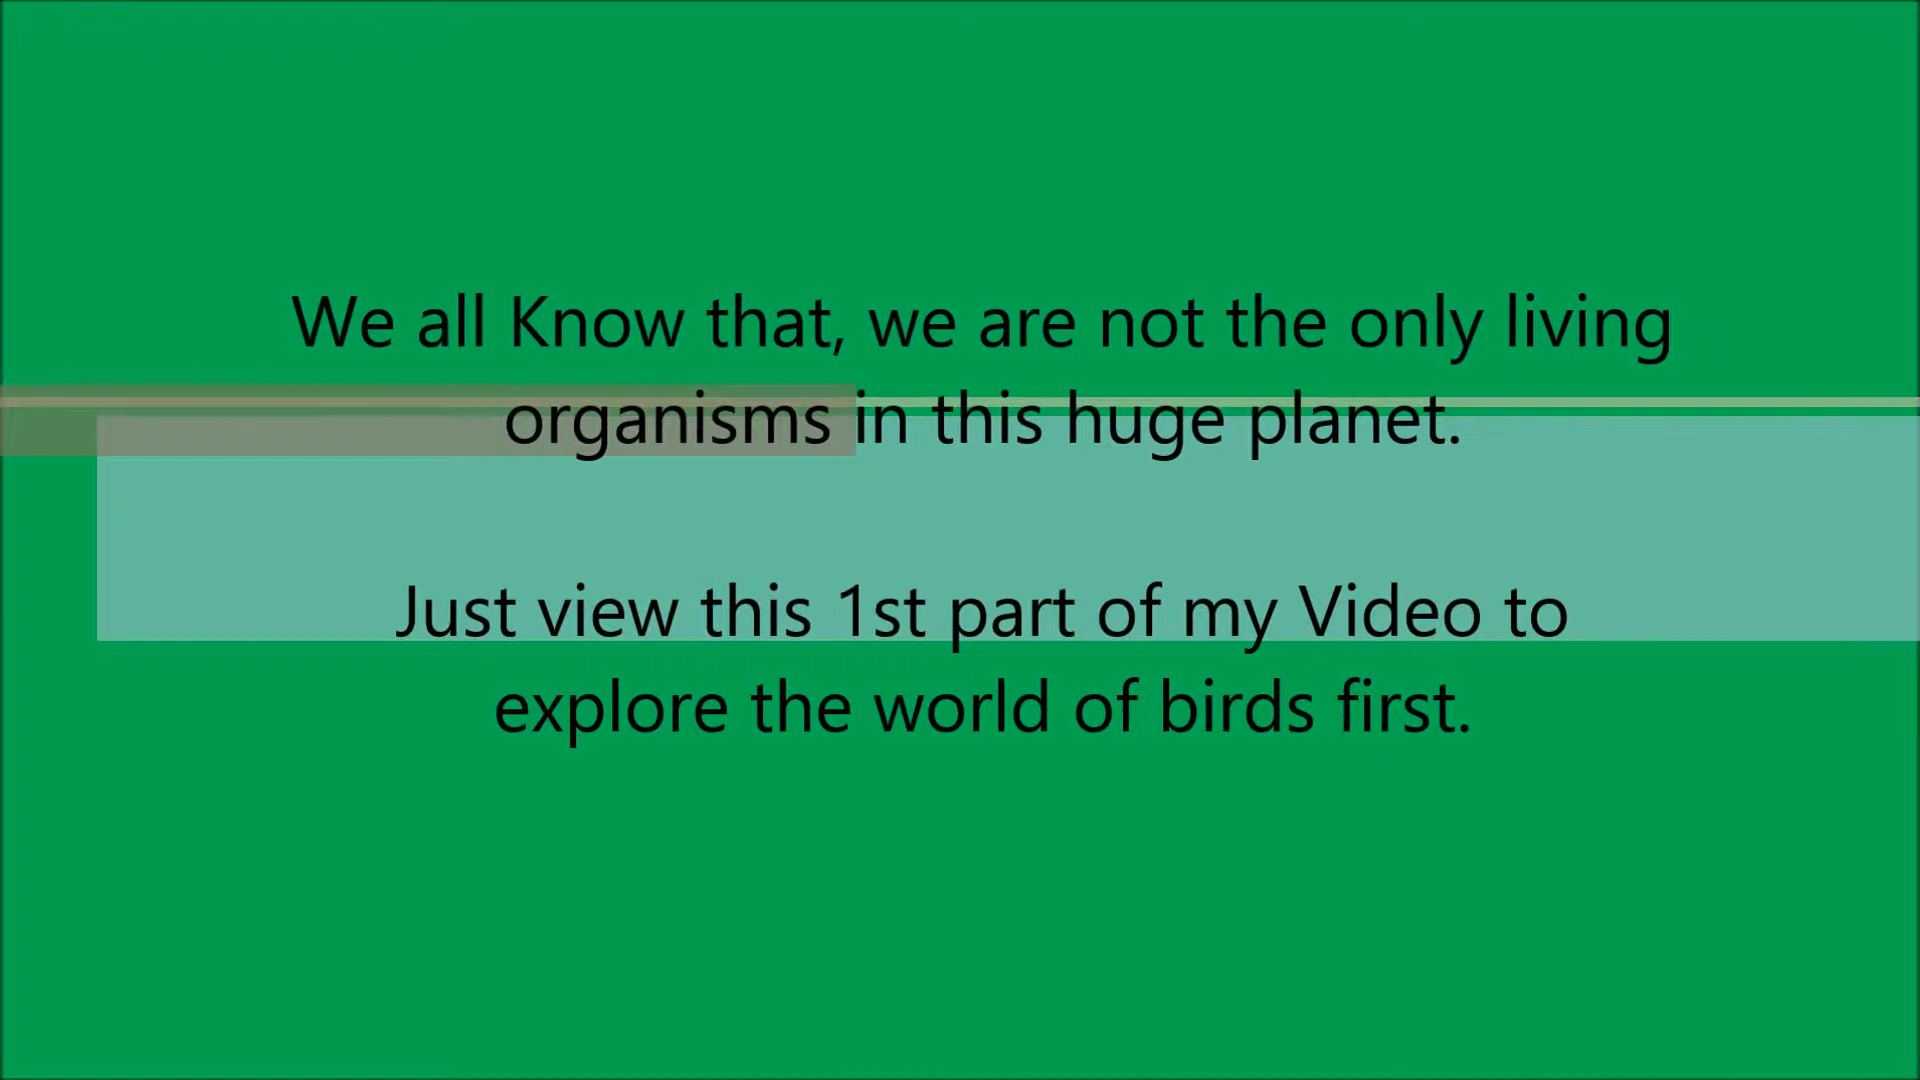 We all Know that, we are not the only living
organisms in this huge planet.
Just view this 1st part of my Video to
explore the world of birds first.